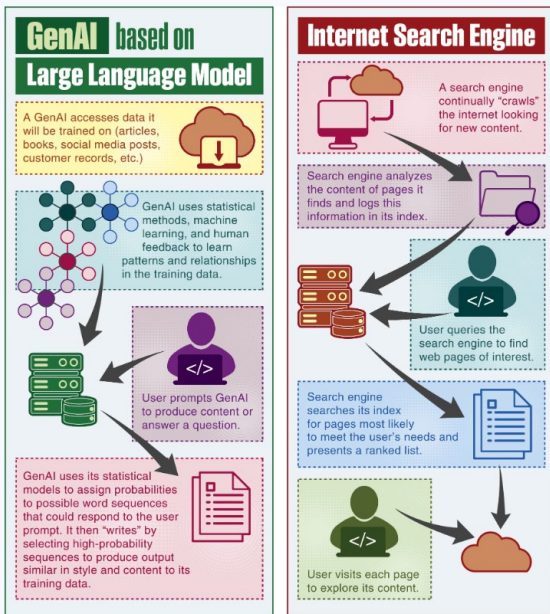 GenAI based on
Large Language Model
A GenAI accesses data it
will be trained on (articles,
books, social media posts,
customer records, etc.)
GenAI uses statistical
methods, machine
learning, and human
feedback to learn
patterns and relationships
in the training data.
</>
User prompts GenAI
to produce content or
answer a question.
GenAI uses its statistical
models to assign probabilities
to possible word sequences
that could respond to the user
prompt. It then “writes” by
selecting high-probability
sequences to produce output
similar in style and content to its
training data.
Internet Search Engine
A search engine
continually “crawls”
the internet looking
for new content.
Search engine analyzes
the content of pages it
finds and logs this
information in its index.
</>
User queries the
search engine to find
web pages of interest.
Search engine
searches its index
for pages most likely
to meet the user’s needs and
presents a ranked list.
</>
User visits each page
to explore its content.